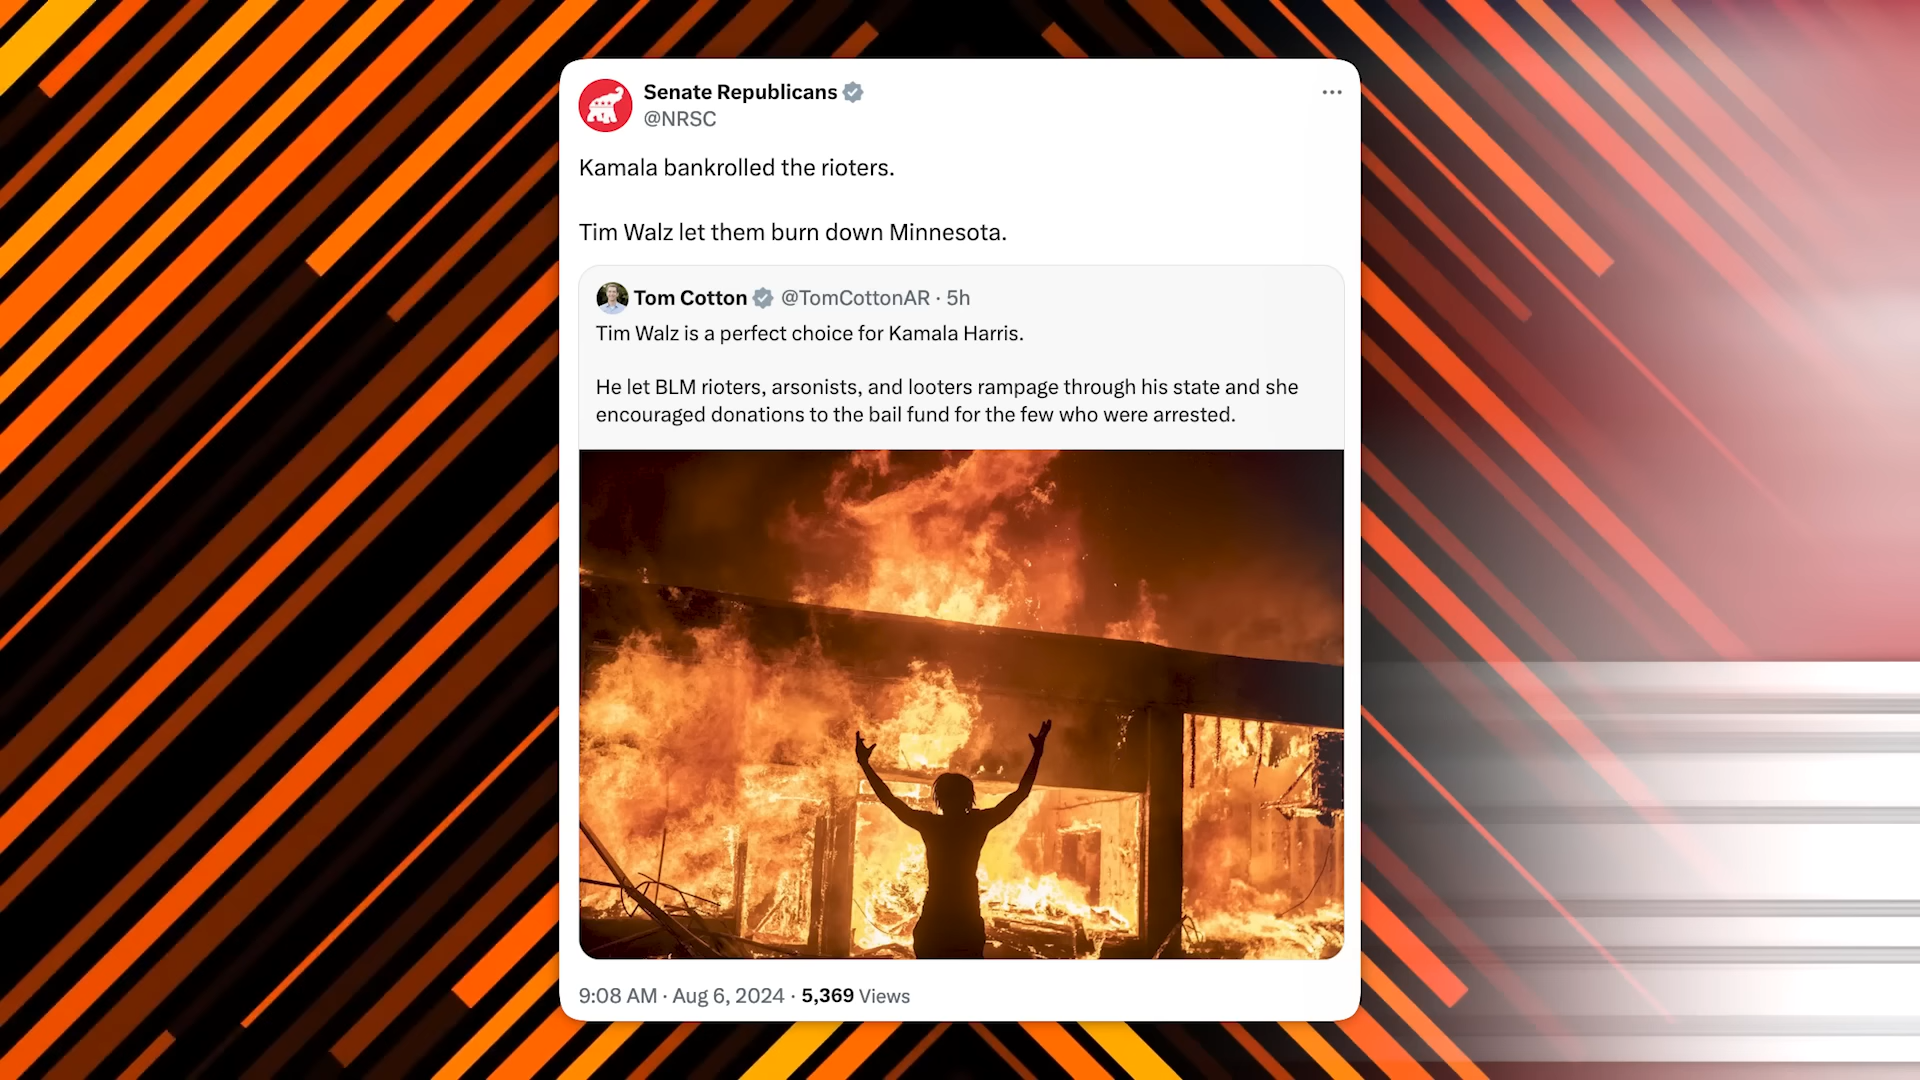 Senate Republicans
@NRSC
Kamala bankrolled the rioters.
Tim Walz let them burn down Minnesota.
Tom Cotton @TomCottonAR · 5h
Tim Walz is a perfect choice for Kamala Harris.
He let BLM rioters, arsonists, and looters rampage through his state and she
encouraged donations to the bail fund for the few who were arrested.
9:08 AM · Aug 6, 2024 · 5,369 Views